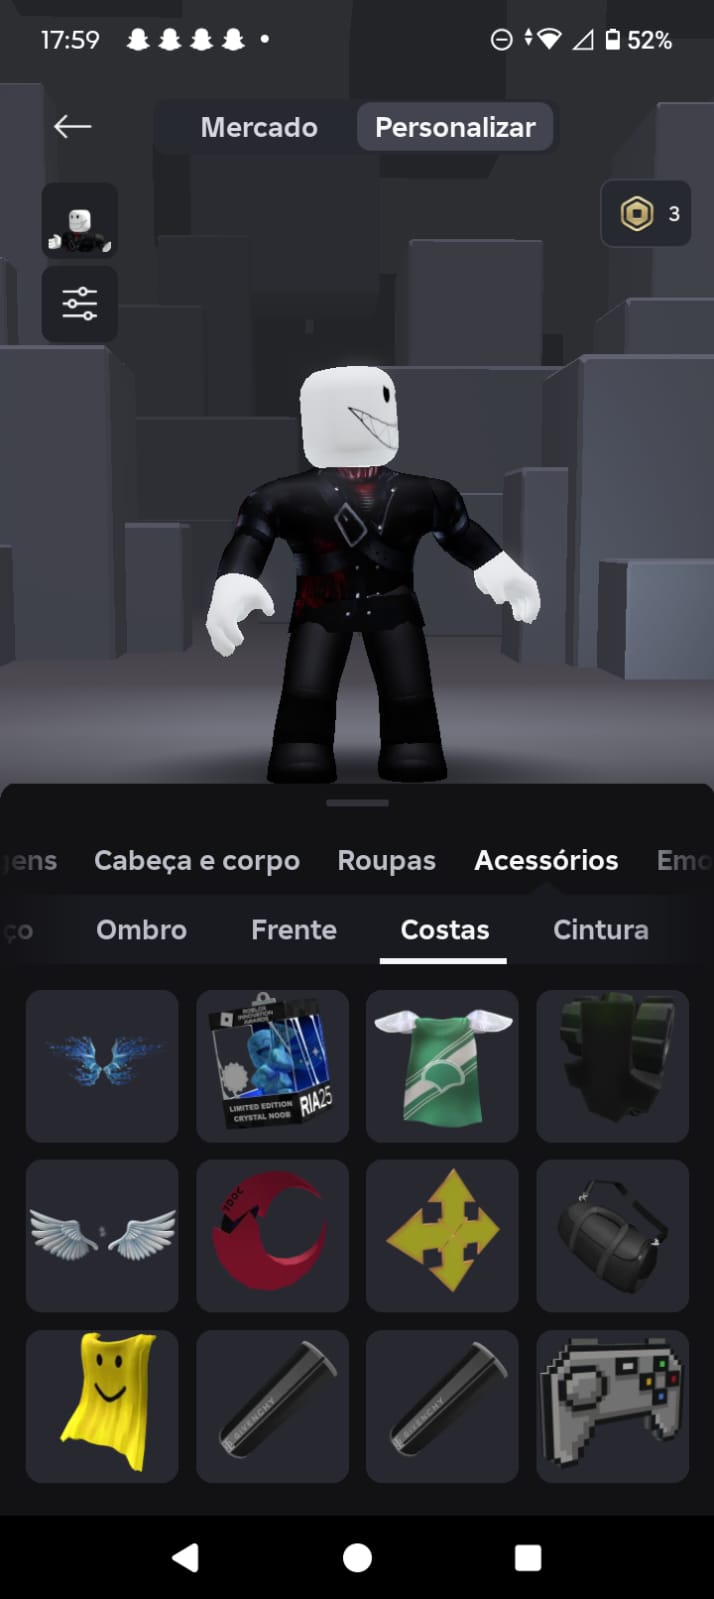 17:59
52%
Mercado
Personalizar
3
gens
Cabeça e corpo
Roupas
Acessórios
Emo
ço
Ombro
Frente
Costas
Cintura
ROBLOX
INNOVATION
AWARDS
LIMITED EDITION
CRYSTAL NOOB
RIA25
GIVENCHY
GIVENCHY